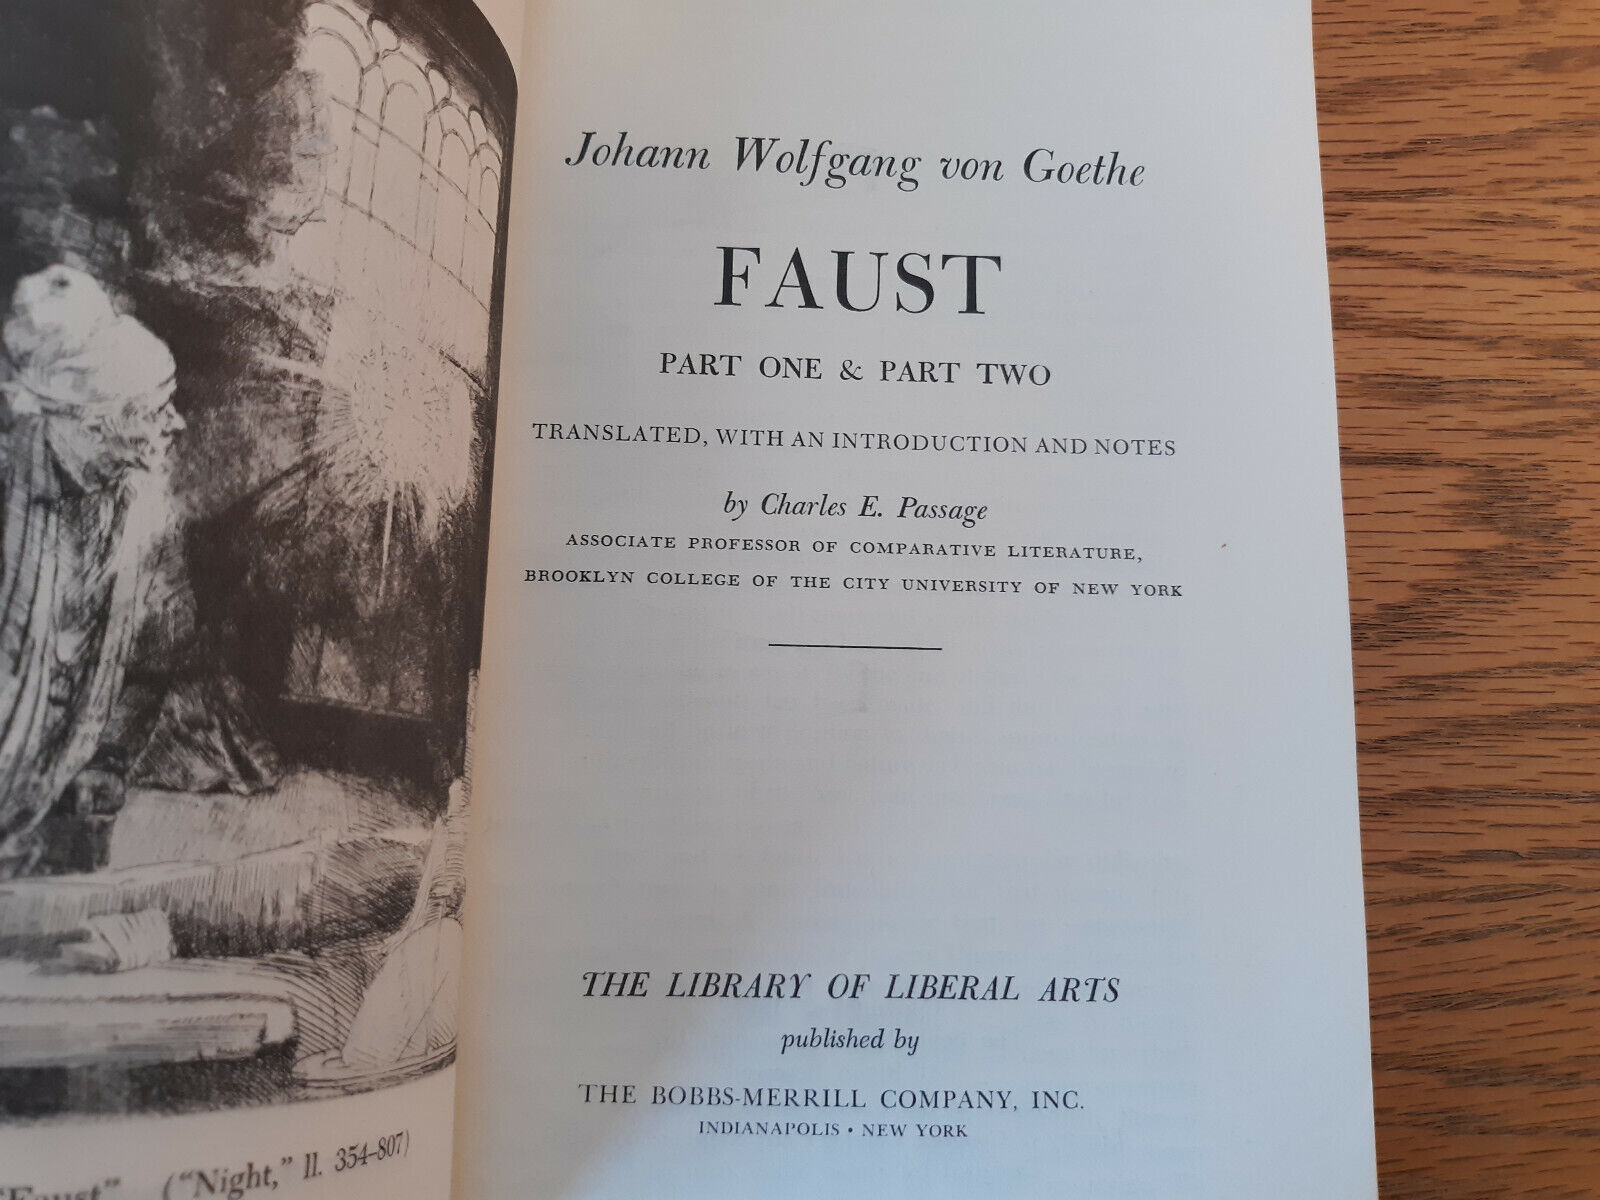 Johann Wolfgang von Goethe
FAUST
PART ONE & PART TWO
TRANSLATED, WITH AN INTRODUCTION AND NOTES
by Charles E. Passage
ASSOCIATE PROFESSOR OF COMPARATIVE LITERATURE,
BROOKLYN COLLEGE OF THE CITY UNIVERSITY OF NEW YORK
THE LIBRARY OF LIBERAL ARTS
published by
THE BOBBS-MERRILL COMPANY, INC.
INDIANAPOLIS • NEW YORK
"Faust" ("Night," ll. 354–807)